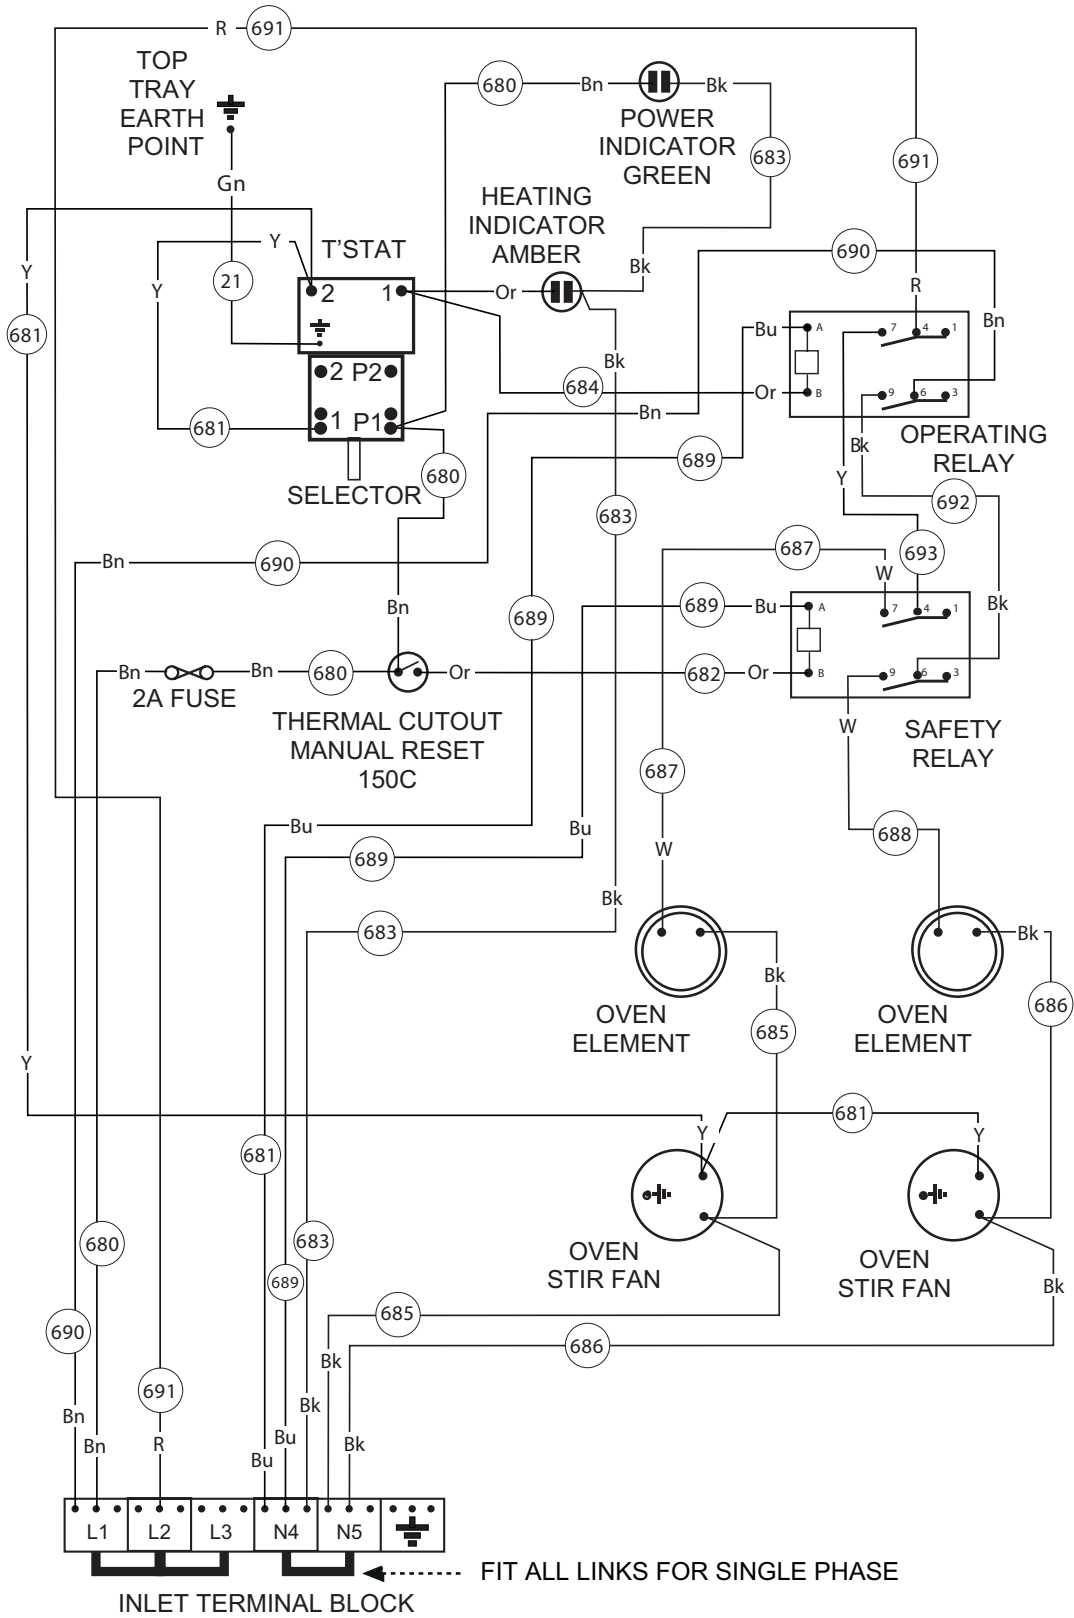 R
691
TOP
TRAY
EARTH
POINT
680
Bn
Bk
POWER
INDICATOR
GREEN
683
691
Gn
HEATING
INDICATOR
AMBER
Y
T'STAT
690
Y
Y
21
2
1
Or
Bk
R
Bn
681
Bu
A
7
4
1
Bk
2
P2
684
Or
B
9
6
3
Bn
681
1
P1
OPERATING
RELAY
Bk
689
Y
680
SELECTOR
692
683
693
687
Bn
690
W
Bn
689
689
Bu
A
7
4
1
Bk
Bn
Bn
680
Or
682
Or
B
9
6
3
2A FUSE
THERMAL CUTOUT
MANUAL RESET
150C
W
SAFETY
RELAY
687
Bu
Bu
688
689
W
Bk
683
Bk
Bk
OVEN
ELEMENT
OVEN
ELEMENT
686
685
Y
681
Y
Y
681
680
683
OVEN
STIR FAN
OVEN
STIR FAN
689
Bk
685
690
686
Bk
691
Bk
Bn
Bn
R
Bu
Bu
Bk
L1
L2
L3
N4
N5
FIT ALL LINKS FOR SINGLE PHASE
INLET TERMINAL BLOCK